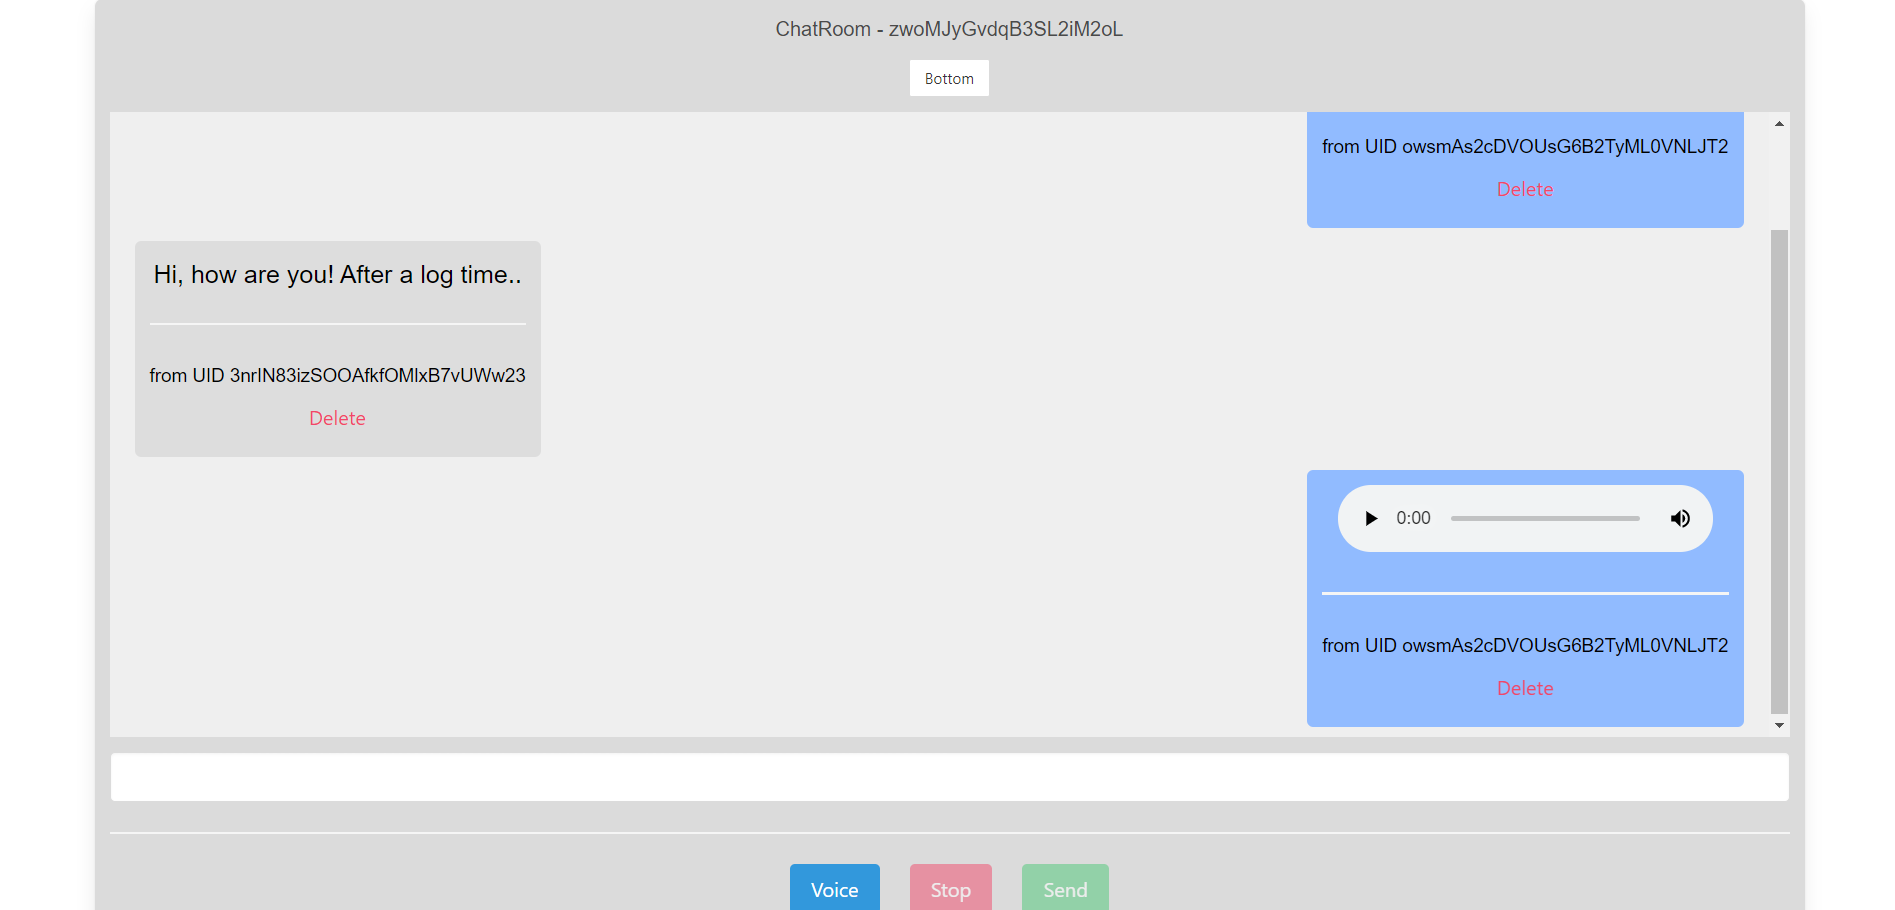 ChatRoom - zwoMJyGvdqB3SL2iM2oL
Bottom
from UID owsmAs2cDVOUsG6B2TyML0VNLJT2
Delete
Hi, how are you! After a log time..
from UID 3nrIN83izSOOAfkfOMlxB7vUWw23
Delete
0:00
from UID owsmAs2cDVOUsG6B2TyML0VNLJT2
Delete
Voice
Stop
Send